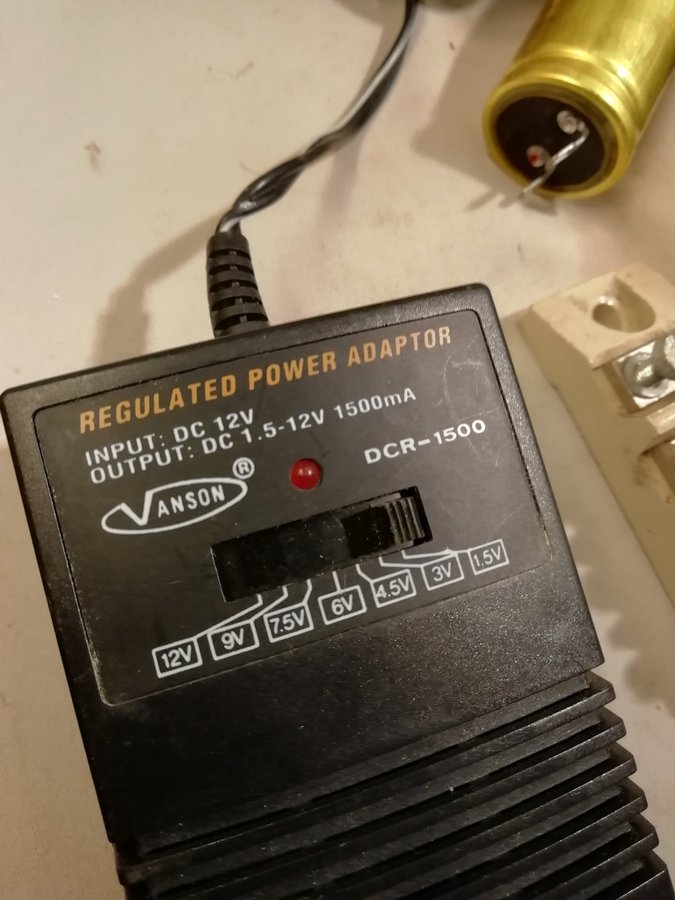 REGULATED POWER ADAPTOR
INPUT: DC 12V
OUTPUT: DC 1.5-12V 1500mA
VANSON ®
DCR-1500
12V 9V 7.5V 6V 4.5V 3V 1.5V